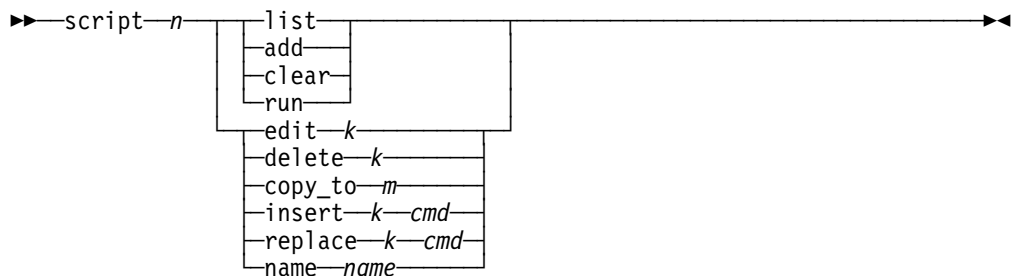 script n list
add
clear
run
edit k
delete k
copy_to m
insert k cmd
replace k cmd
name name